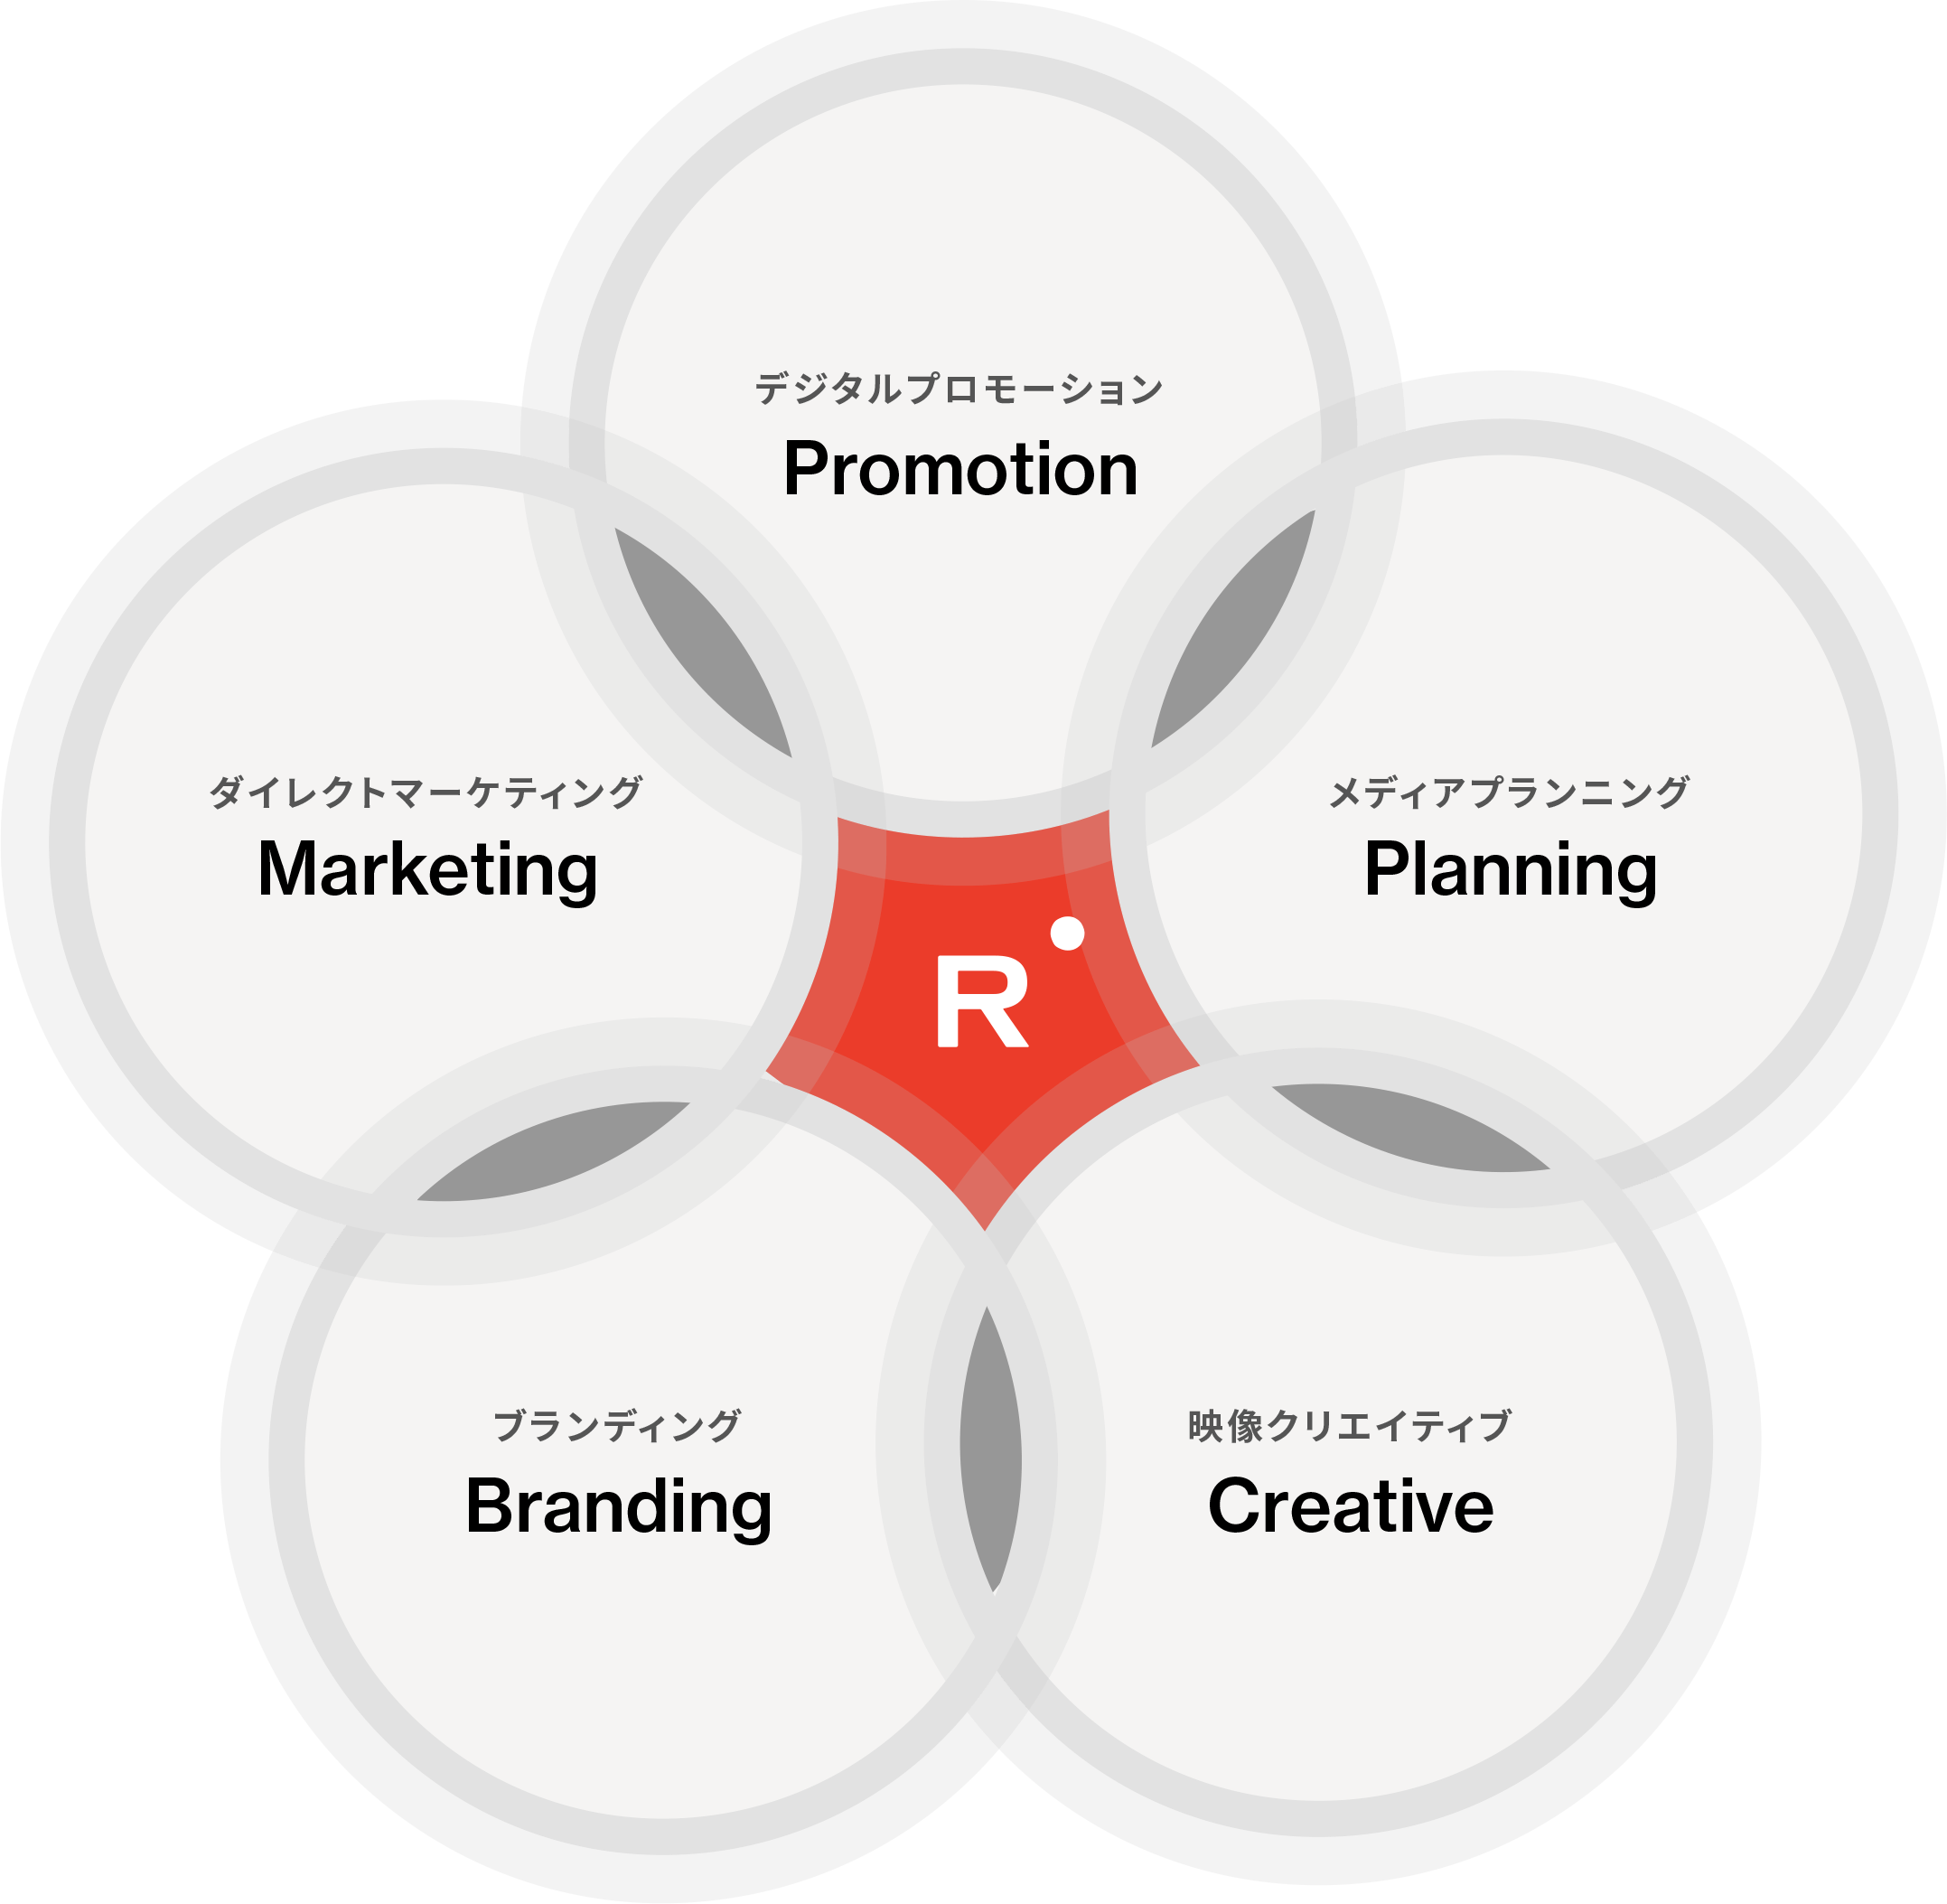 デジタルプロモーション
Promotion
ダイレクトマーケティング
Marketing
メディアプランニング
Planning
R
ブランディング
Branding
映像クリエイティブ
Creative